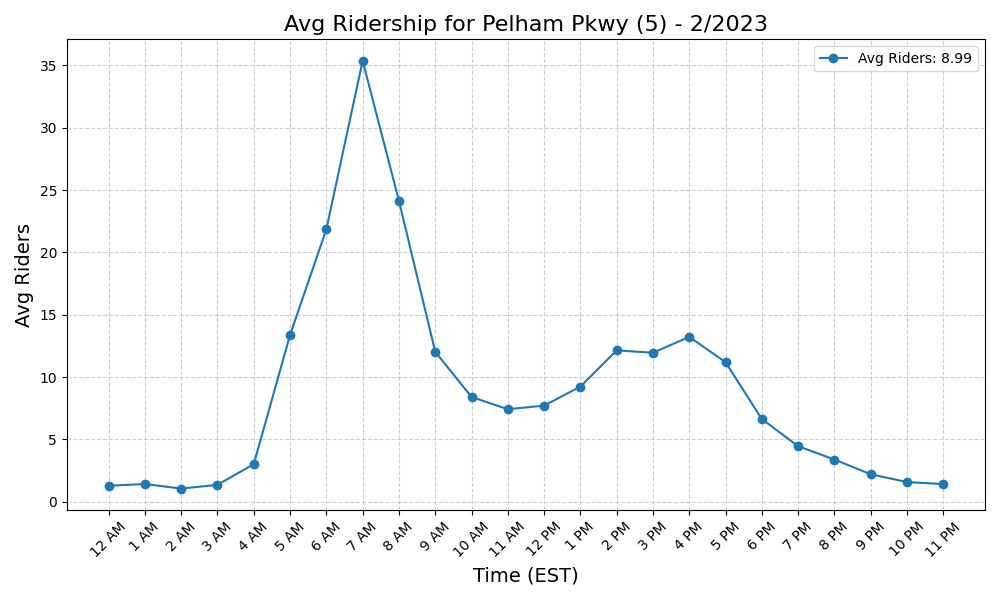 Avg Ridership for Pelham Pkwy (5) - 2/2023
Avg Riders: 8.99
Avg Riders
35
30
25
20
15
10
5
0
12 AM
1 AM
2 AM
3 AM
4 AM
5 AM
6 AM
7 AM
8 AM
9 AM
10 AM
11 AM
12 PM
1 PM
2 PM
3 PM
4 PM
5 PM
6 PM
7 PM
8 PM
9 PM
10 PM
11 PM
Time (EST)